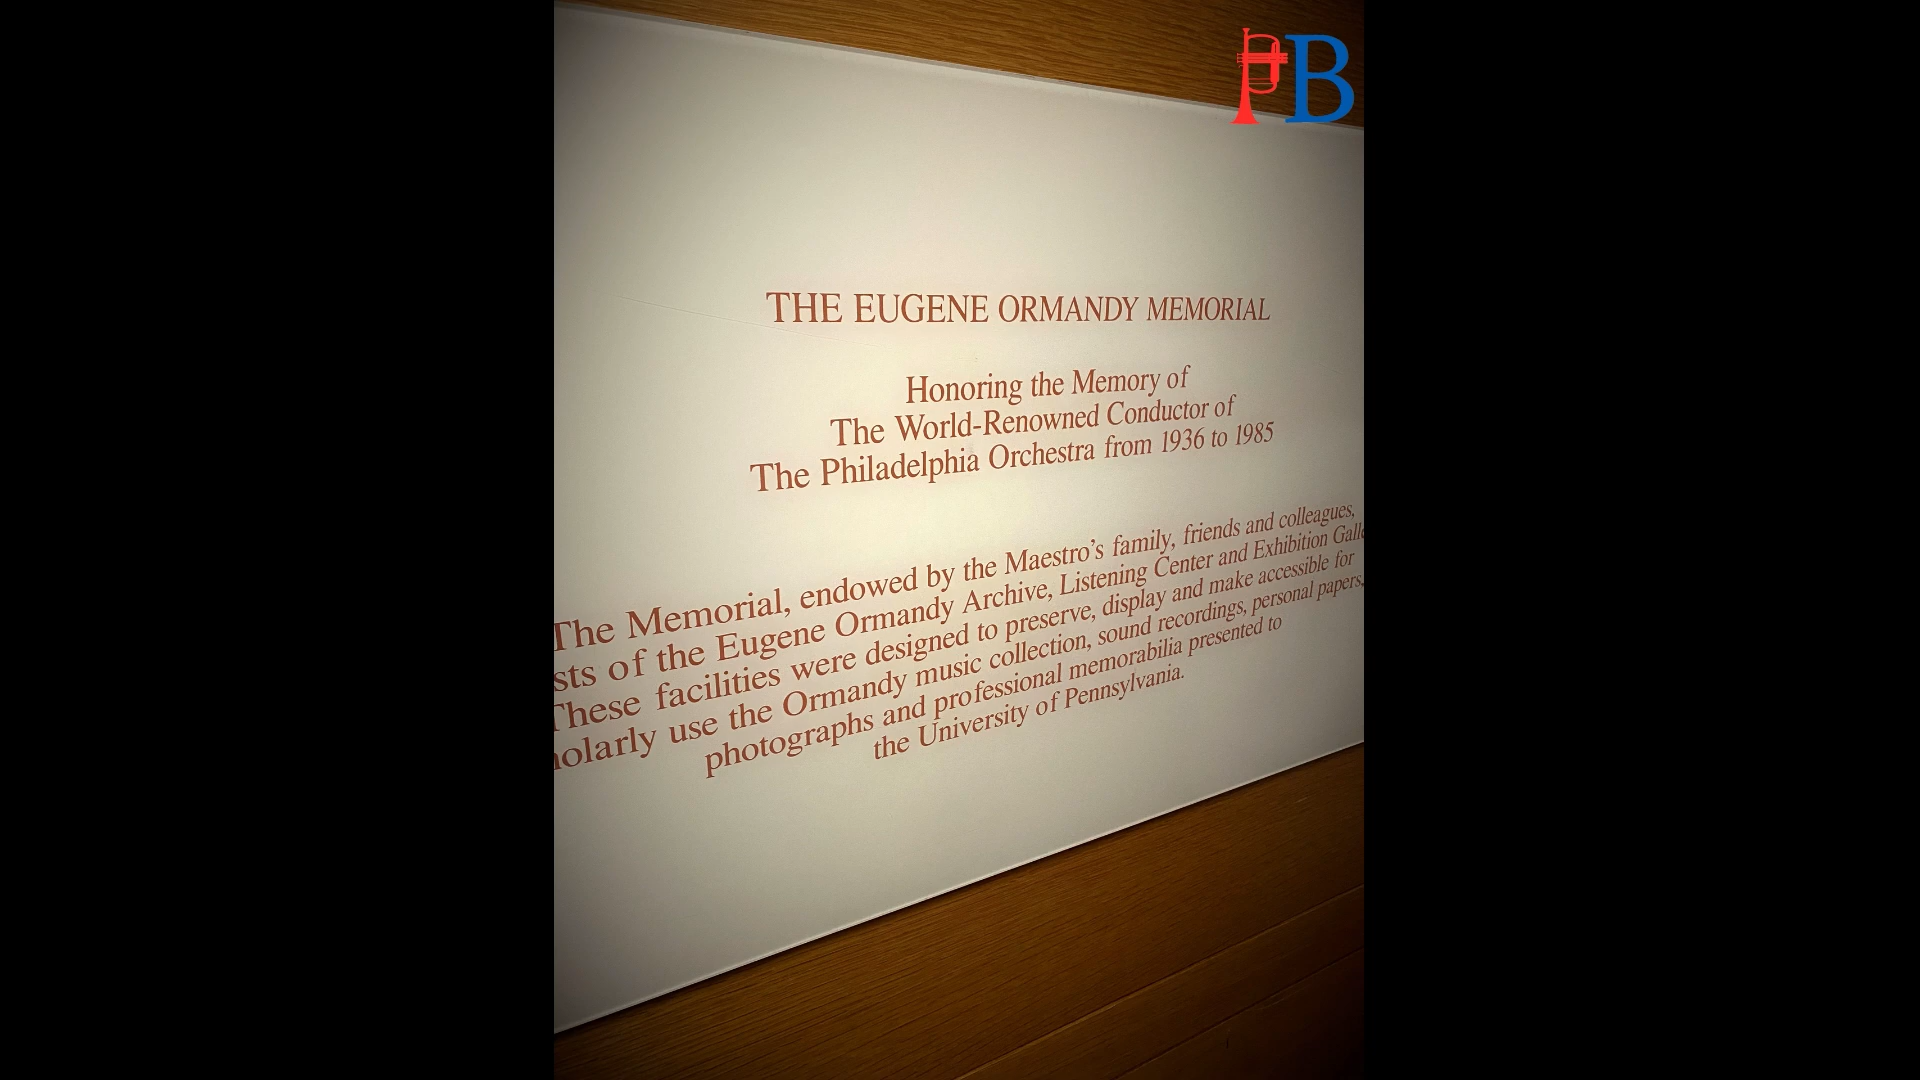 B
THE EUGENE ORMANDY MEMORIAL
Honoring the Memory of
The World-Renowned Conductor of
The Philadelphia Orchestra from 1936 to 1985
The Memorial, endowed by the Maestro's family, friends and colleagues,
of the Eugene Ormandy Archive, Listening Center and Exhibition
These facilities were designed to preserve, display and make accessible for
use the Ormandy music collection, sound recordings, personal papers,
photographs and professional memorabilia presented to
the University of Pennsylvania.